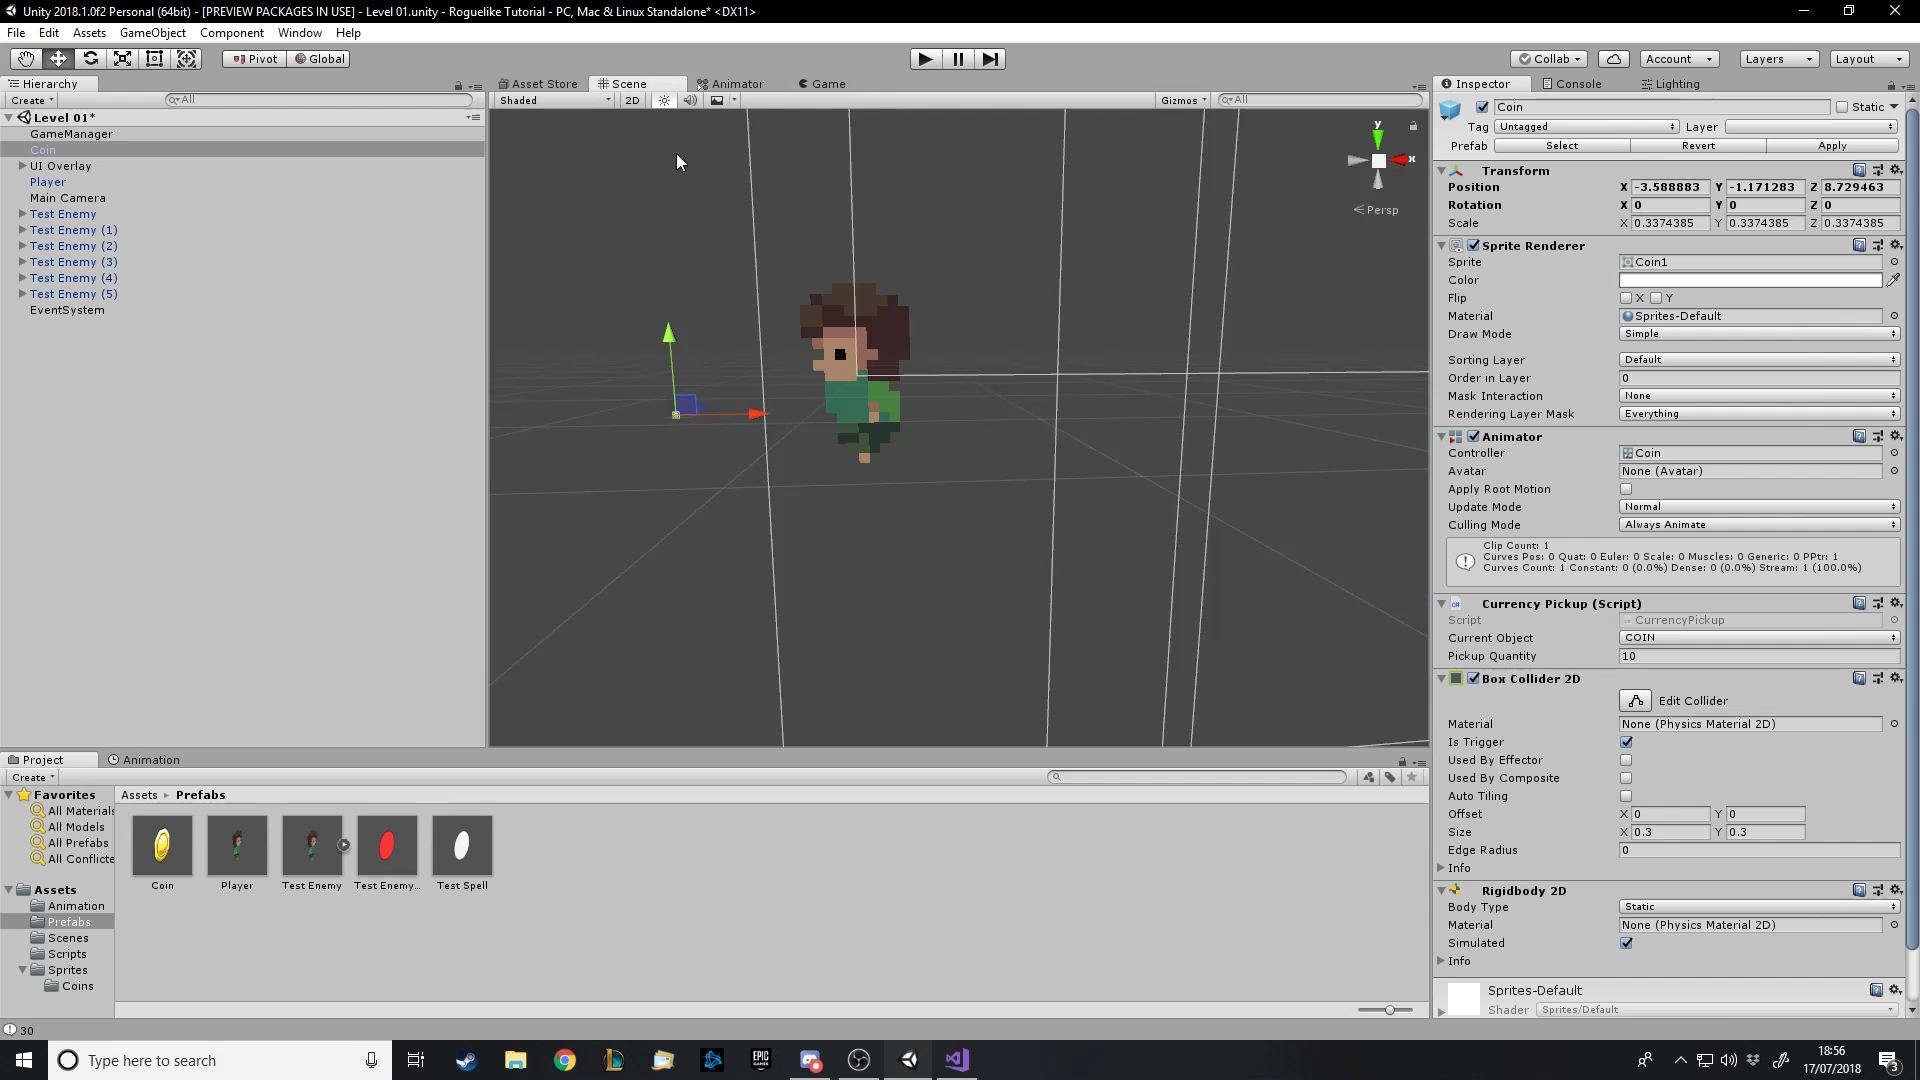 Unity 2018.1.0f2 Personal (64bit) - [PREVIEW PACKAGES IN USE] - Level 01.unity - Roguelike Tutorial - PC, Mac & Linux Standalone* <DX11>
File Edit Assets GameObject Component Window Help
Pivot Global Collab Account Layers Layout
Hierarchy
Create All
Level 01*
GameManager
Coin
UI Overlay
Player
Main Camera
Test Enemy
Test Enemy (1)
Test Enemy (2)
Test Enemy (3)
Test Enemy (4)
Test Enemy (5)
EventSystem
Asset Store Scene Animator Game
Shaded 2D Gizmos All
y
x
Persp
Inspector Console Lighting
Coin Static
Tag Untagged Layer
Prefab Select Revert Apply
Transform
Position X -3.588883 Y -1.171283 Z 8.729463
Rotation X 0 Y 0 Z 0
Scale X 0.3374385 Y 0.3374385 Z 0.3374385
Sprite Renderer
Sprite Coin1
Color
Flip X Y
Material Sprites-Default
Draw Mode Simple
Sorting Layer Default
Order in Layer 0
Mask Interaction None
Rendering Layer Mask Everything
Animator
Controller Coin
Avatar None (Avatar)
Apply Root Motion
Update Mode Normal
Culling Mode Always Animate
Clip Count: 1
Curves Pos: 0 Quat: 0 Euler: 0 Scale: 0 Muscles: 0 Generic: 0 PPtr: 1
Curves Count: 1 Constant: 0 (0.0%) Dense: 0 (0.0%) Stream: 1 (100.0%)
Currency Pickup (Script)
Script CurrencyPickup
Current Object COIN
Pickup Quantity 10
Box Collider 2D
Edit Collider
Material None (Physics Material 2D)
Is Trigger
Used By Effector
Used By Composite
Auto Tiling
Offset X 0 Y 0
Size X 0.3 Y 0.3
Edge Radius 0
Info
Rigidbody 2D
Body Type Static
Material None (Physics Material 2D)
Simulated
Info
Sprites-Default
Shader Sprites/Default
Project Animation
Create
Favorites
All Materials
All Models
All Prefabs
All Conflicte
Assets
Animation
Prefabs
Scenes
Scripts
Sprites
Coins
Assets Prefabs
Coin Player Test Enemy Test Enemy... Test Spell
30
Type here to search
EPIC GAMES
18:56
17/07/2018
3